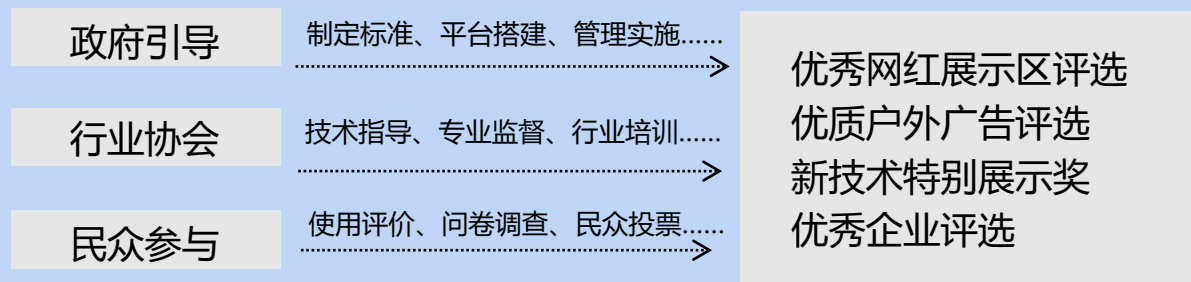 政府引导
制定标准、平台搭建、管理实施......
行业协会
技术指导、专业监督、行业培训......
民众参与
使用评价、问卷调查、民众投票......
优秀网红展示区评选
优质户外广告评选
新技术特别展示奖
优秀企业评选